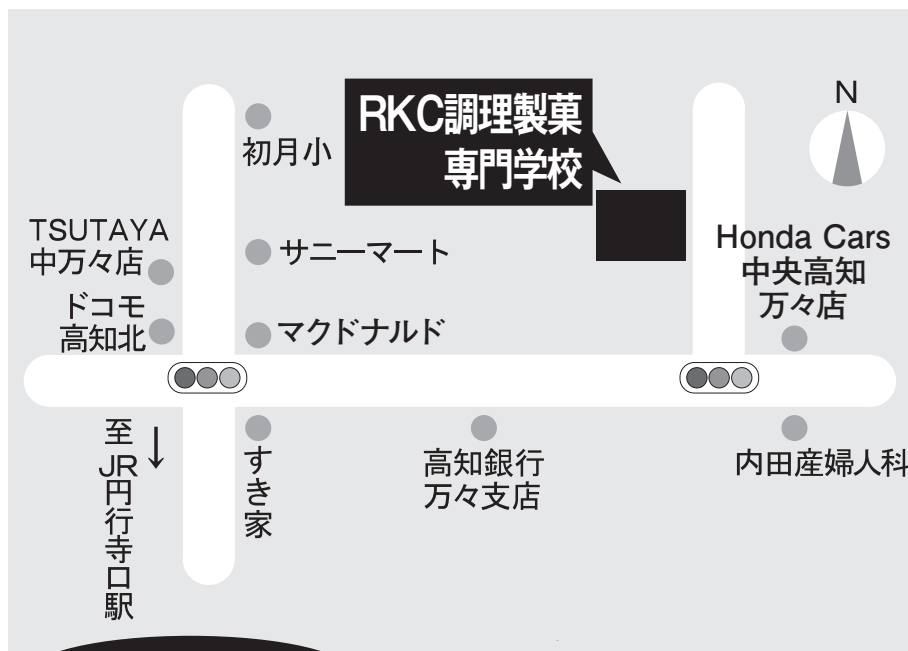 RKC調理製菓
専門学校
N
初月小
TSUTAYA
中万々店
サニーマート
Honda Cars
中央高知
万々店
ドコモ
高知北
マクドナルド
至
JR
円行寺口駅
すき家
高知銀行
万々支店
内田産婦人科